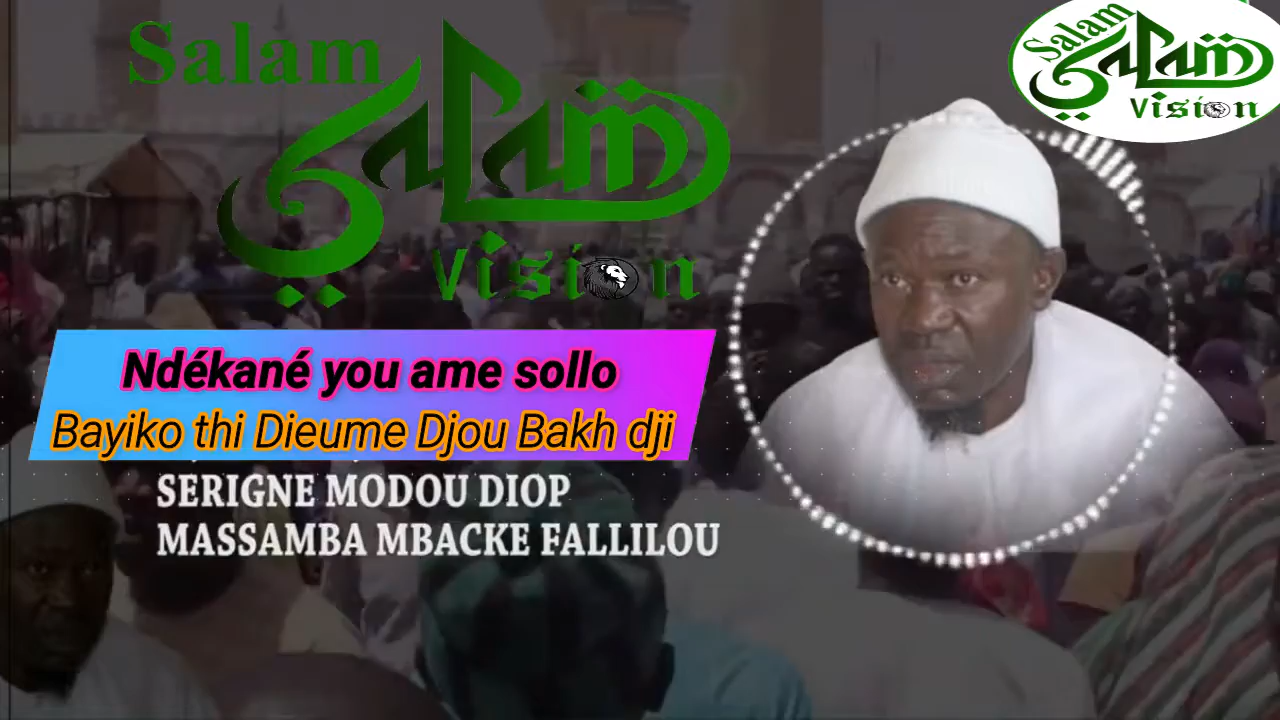 Salam
Salam
Vision
Salam
Salam
Vision
Ndékané you ame sollo
Bayiko thi Dieume Djou Bakh dji
SERIGNE MODOU DIOP
MASSAMBA MBACKE FALLILOU